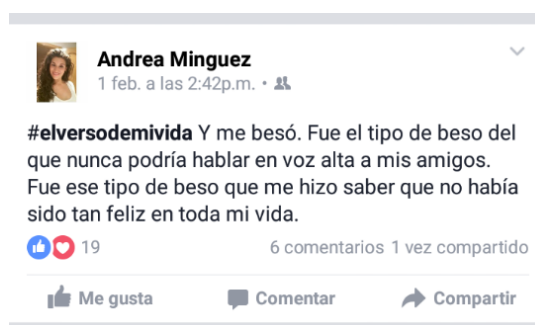 Andrea Minguez
1 feb. a las 2:42p.m. •
#elversodemivida Y me besó. Fue el tipo de beso del
que nunca podría hablar en voz alta a mis amigos.
Fue ese tipo de beso que me hizo saber que no había
sido tan feliz en toda mi vida.
19 6 comentarios 1 vez compartido
Me gusta Comentar Compartir